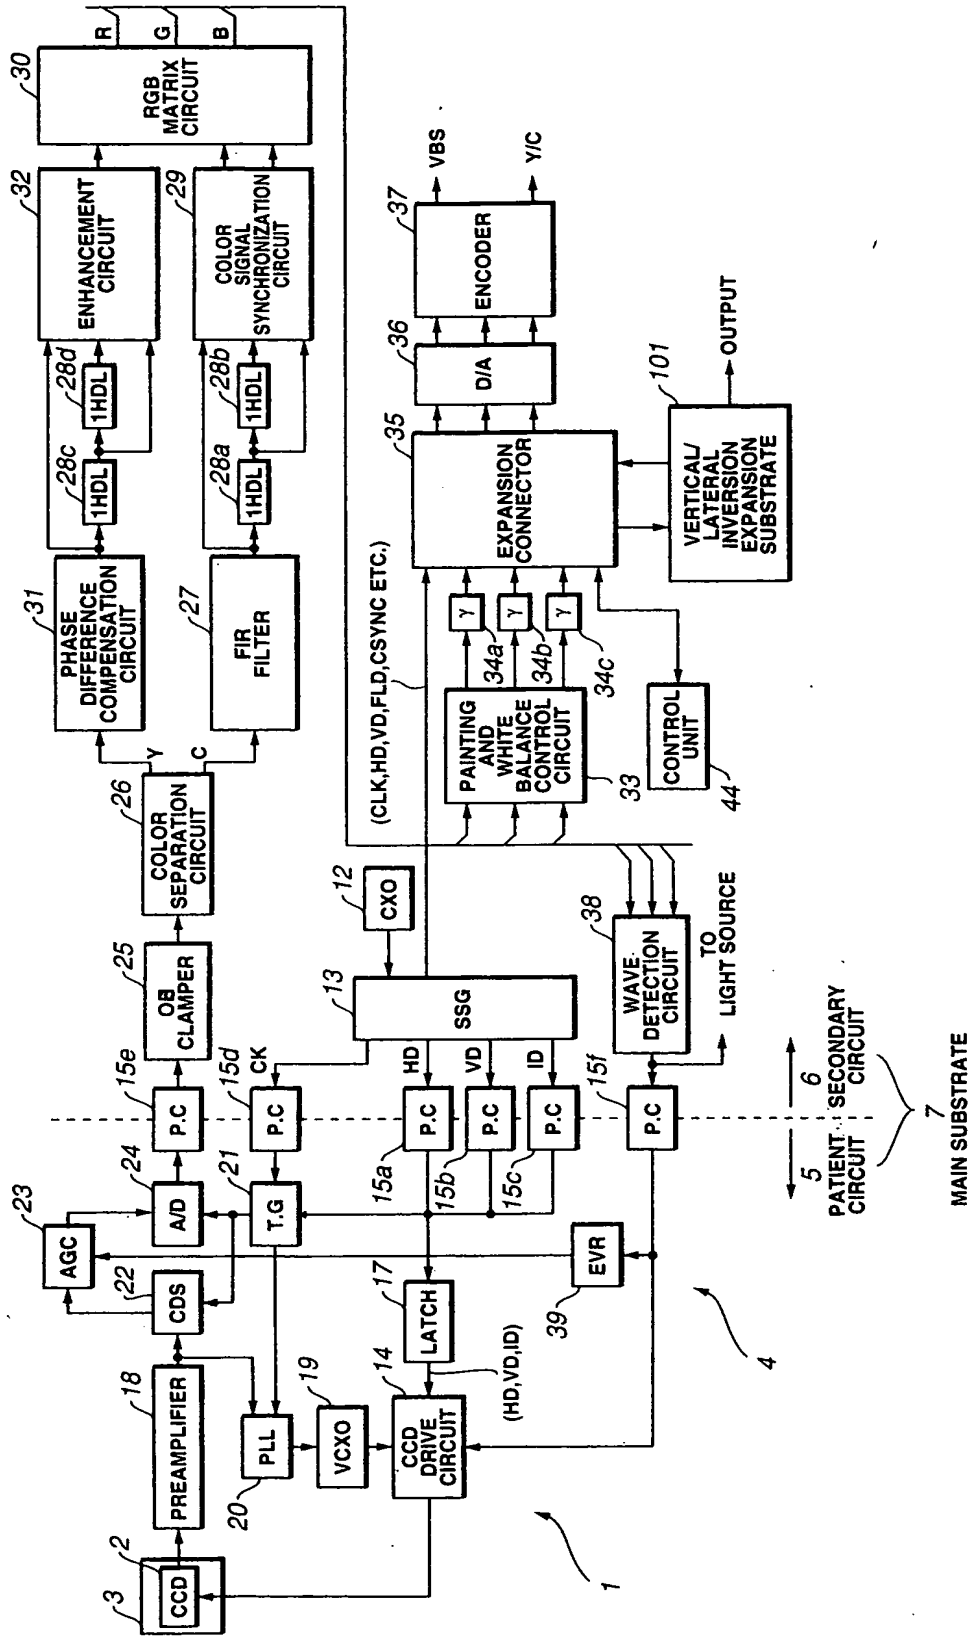 3
2
CCD
18
PREAMPLIFIER
22
CDS
23
AGC
24
A/D
15e
P.C
25
OB
CLAMPER
26
COLOR
SEPARATION
CIRCUIT
Y
C
31
PHASE
DIFFERENCE
COMPENSATION
CIRCUIT
27
FIR
FILTER
28c
1HDL
28d
1HDL
28a
1HDL
28b
1HDL
32
ENHANCEMENT
CIRCUIT
29
COLOR
SIGNAL
SYNCHRONIZATION
CIRCUIT
30
RGB
MATRIX
CIRCUIT
R
G
B
20
PLL
19
VCXO
21
T.G
15d
P.C
CK
14
CCD
DRIVE
CIRCUIT
17
LATCH
(HD,VD,ID)
15a
P.C
HD
15b
P.C
VD
15c
P.C
ID
13
SSG
12
CXO
(CLK,HD,VD,FLD,CSYNC ETC.)
39
EVR
15f
P.C
38
WAVE
DETECTION
CIRCUIT
TO
LIGHT SOURCE
33
PAINTING
AND
WHITE
BALANCE
CONTROL
CIRCUIT
34a
γ
34b
γ
34c
γ
44
CONTROL
UNIT
35
EXPANSION
CONNECTOR
36
D/A
37
ENCODER
VBS
Y/C
101
VERTICAL/
LATERAL
INVERSION
EXPANSION
SUBSTRATE
OUTPUT
1
4
5
PATIENT
CIRCUIT
6
SECONDARY
CIRCUIT
7
MAIN SUBSTRATE